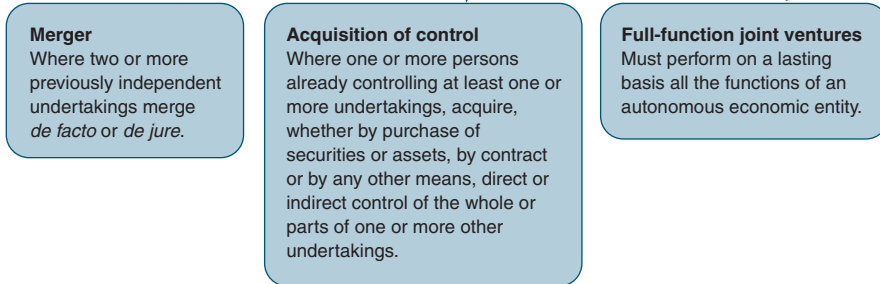 Merger
Where two or more
previously independent
undertakings merge
de facto or de jure.
Acquisition of control
Where one or more persons
already controlling at least one or
more undertakings, acquire,
whether by purchase of
securities or assets, by contract
or by any other means, direct or
indirect control of the whole or
parts of one or more other
undertakings.
Full-function joint ventures
Must perform on a lasting
basis all the functions of an
autonomous economic entity.